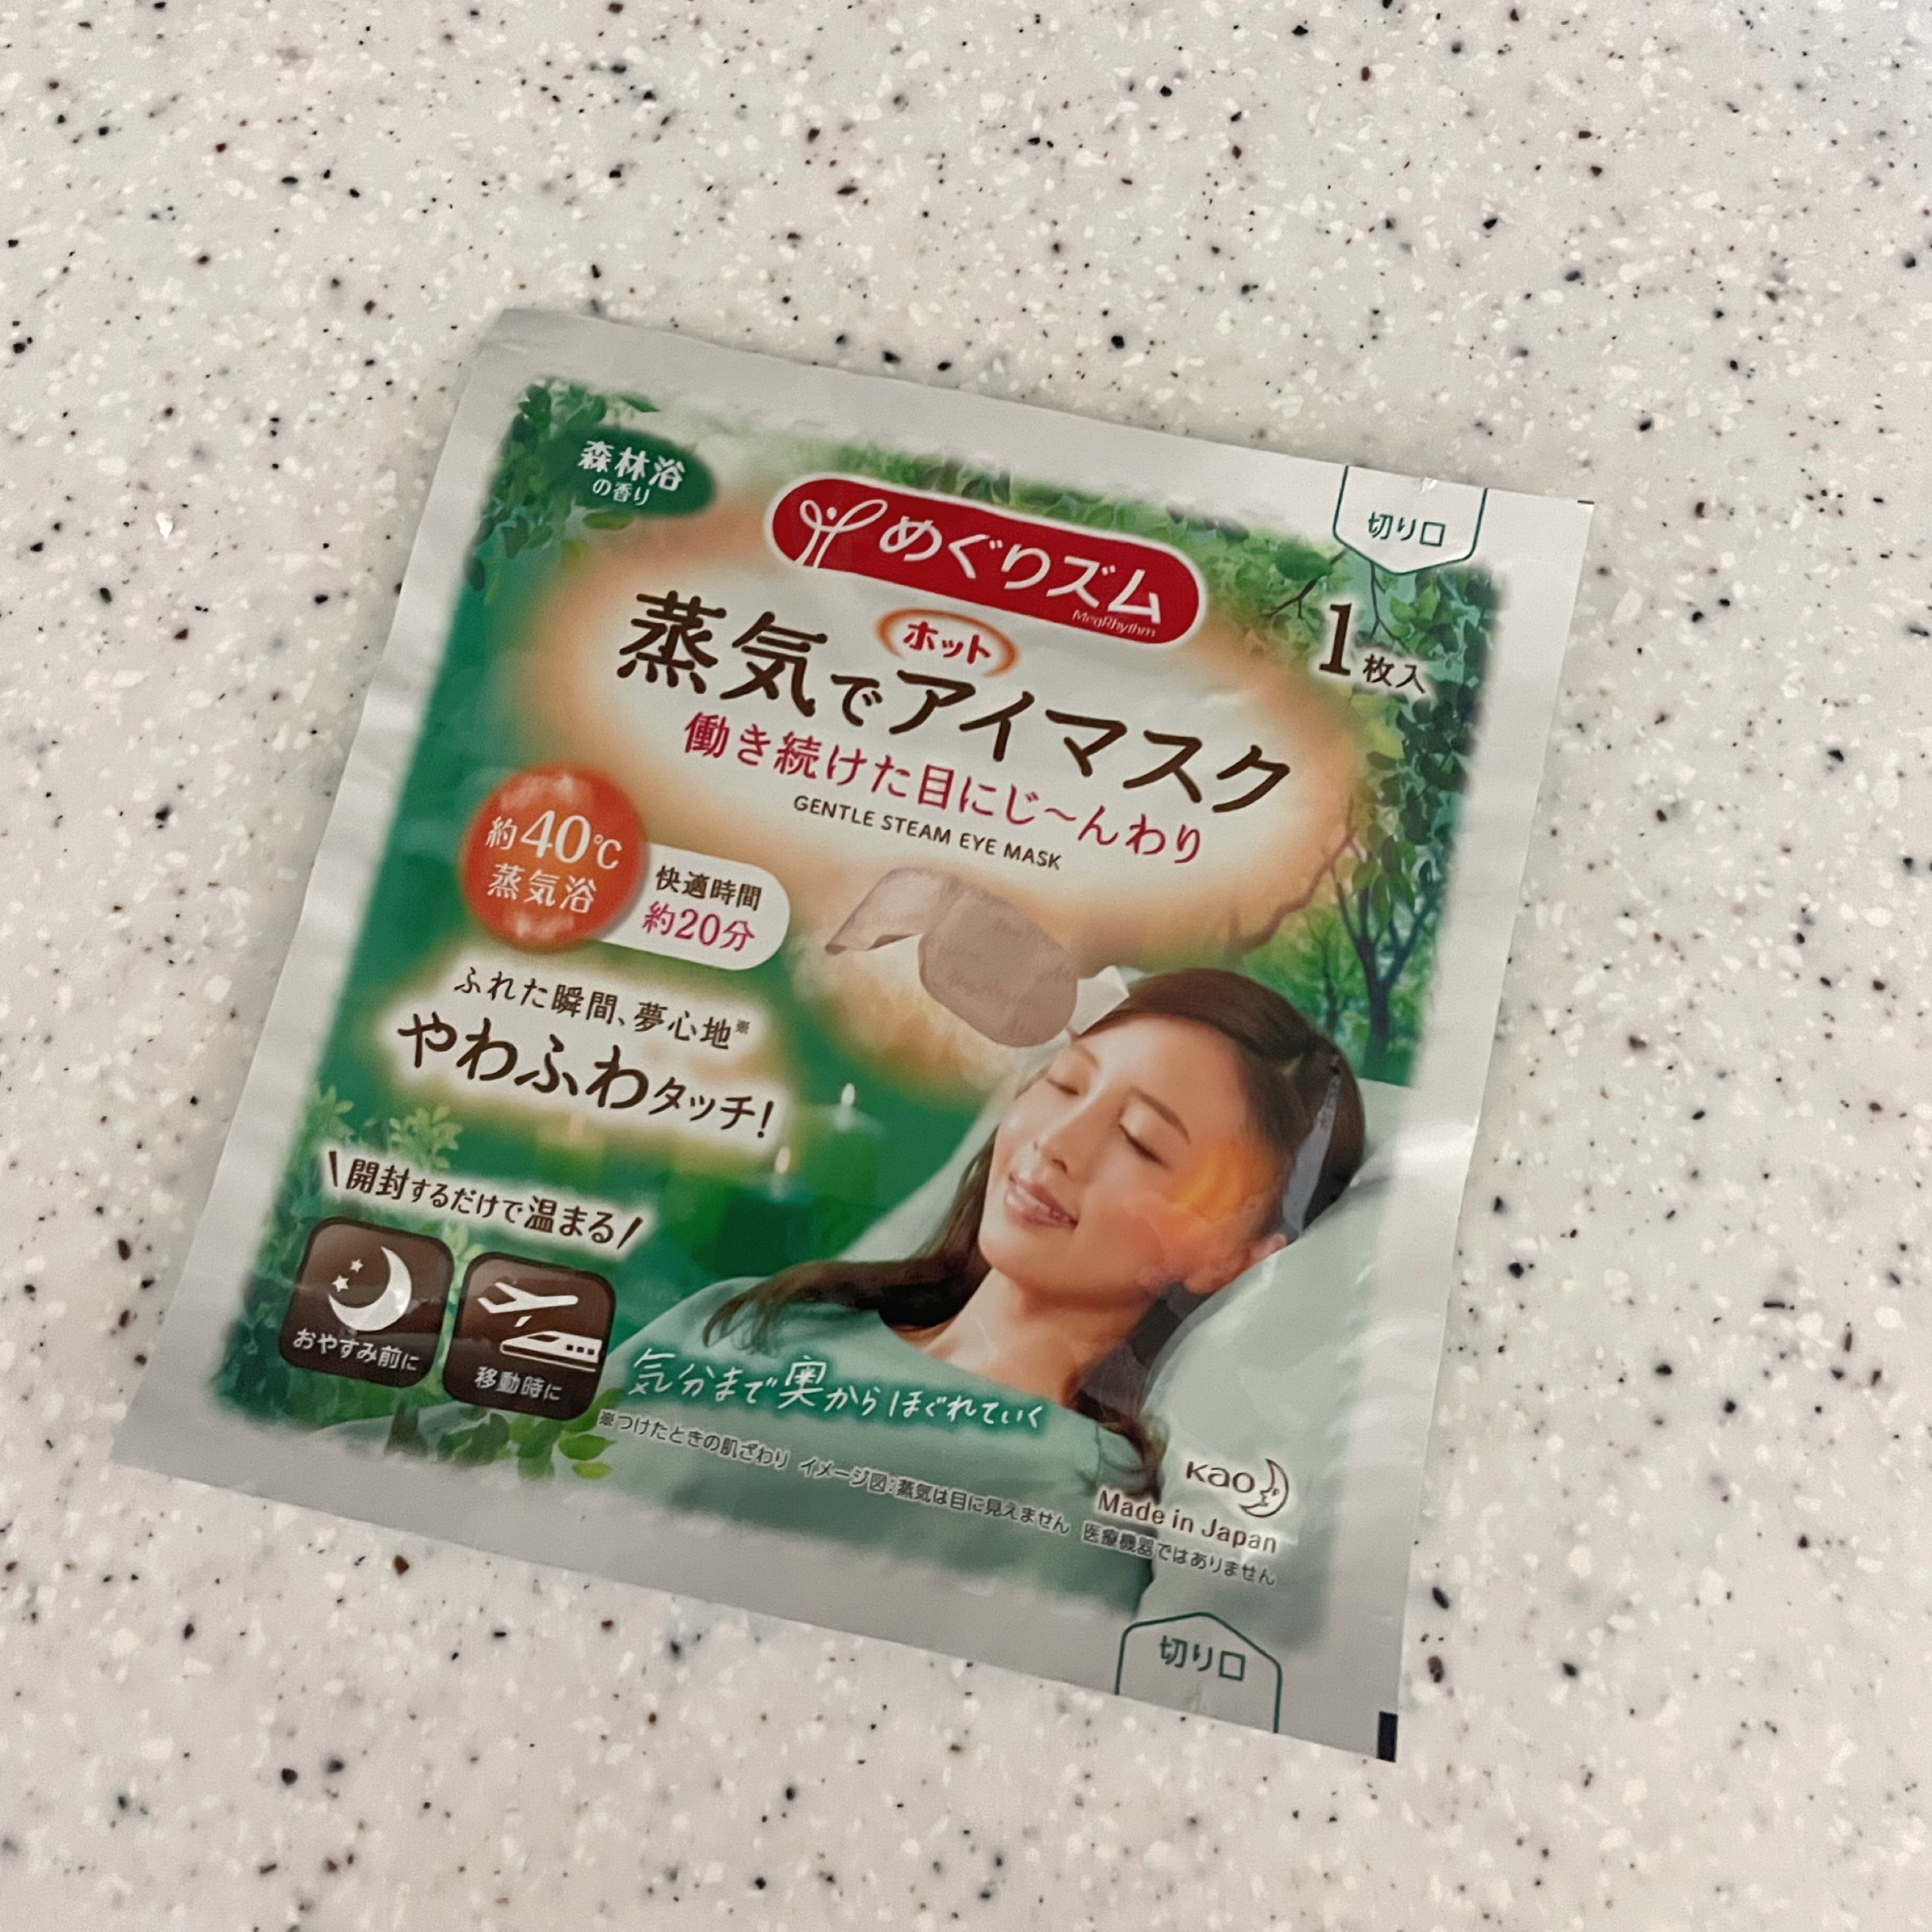 森林浴
の香り
めぐりズム
MegRhythm
切り口
1枚入
蒸気でホットアイマスク
働き続けた目にじ〜んわり
GENTLE STEAM EYE MASK
約40℃
蒸気浴
快適時間
約20分
ふれた瞬間、夢心地※
やわふわタッチ!
\開封するだけで温まる/
おやすみ前に
移動時に
気分まで奥からほぐれていく
※つけたときの肌ざわり イメージ図:蒸気は目に見えません 医療機器ではありません
Kao
Made in Japan
切り口